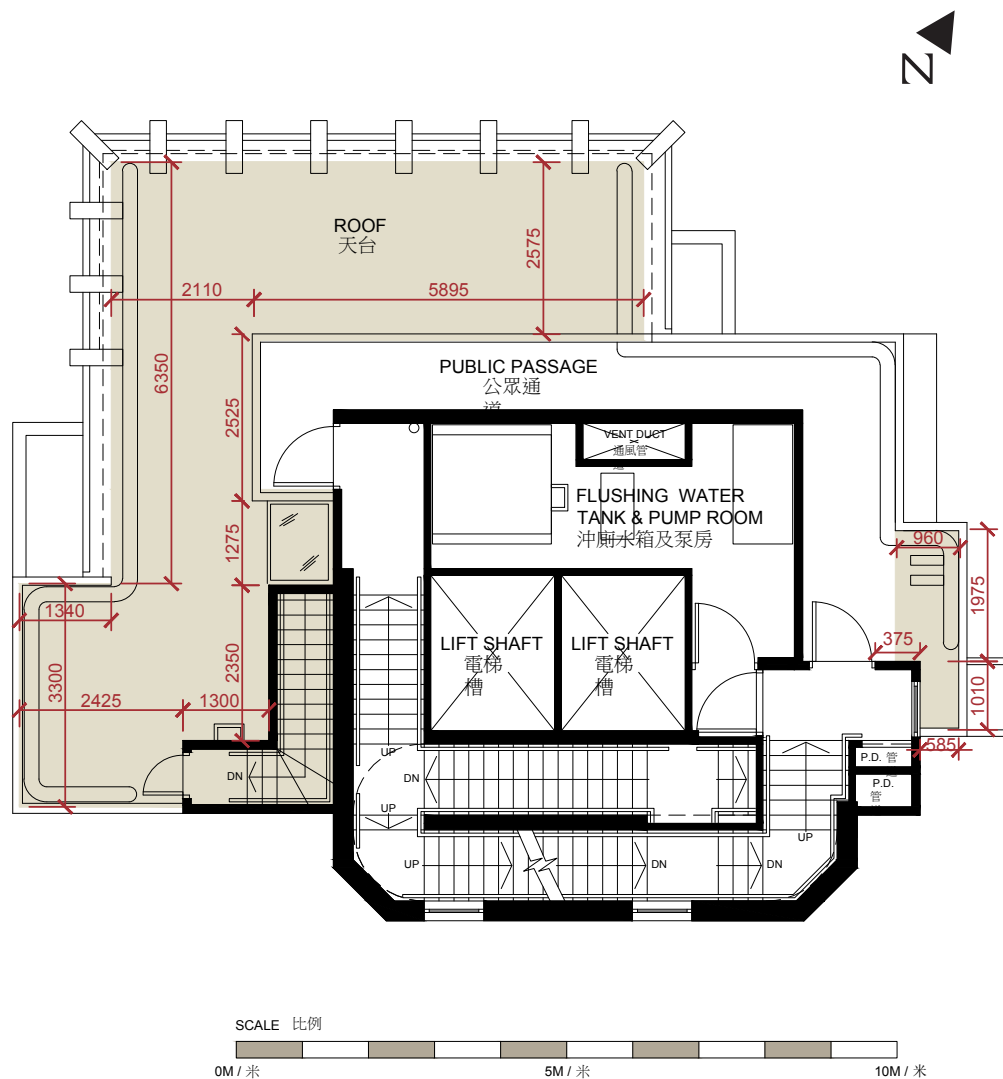 N
ROOF
天台
2575
2110
5895
6350
PUBLIC PASSAGE
公眾通
道
2525
VENT DUCT
通風管
道
FLUSHING WATER
TANK & PUMP ROOM
沖廁水箱及泵房
1275
960
1975
1340
LIFT SHAFT
電梯
槽
LIFT SHAFT
電梯
槽
375
3300
2350
2425
1300
1010
585
UP
UP
DN
DN
P.D. 管
P.D.
管
UP
UP
DN
DN
UP
SCALE 比例
0M / 米
5M / 米
10M / 米